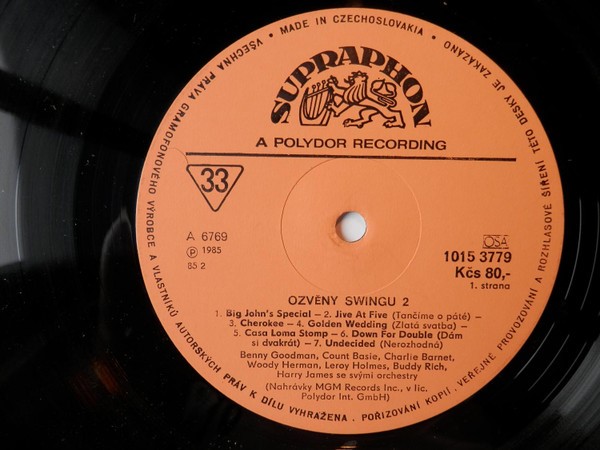 • MADE IN CZECHOSLOVAKIA •
VŠECHNA PRÁVA GRAMOFONOVÉHO VÝROBCE A VLASTNÍKŮ AUTORSKÝCH PRÁV K DÍLU VYHRAŽENA. POŘIZOVÁNÍ KOPIÍ, VEŘEJNÉ PROVOZOVÁNÍ A ROZHLASOVÉ ŠÍŘENÍ TÉTO DESKY JE ZAKÁZÁNO
SUPRAPHON
A POLYDOR RECORDING
33
A 6769
Ⓟ 1985
85 2
OSA
1015 3779
Kčs 80,-
1. strana
OZVĚNY SWINGU 2
1. Big John's Special – 2. Jive At Five (Tančíme o páté) –
3. Cherokee – 4. Golden Wedding (Zlatá svatba) –
5. Casa Loma Stomp – 6. Down For Double (Dám
si dvakrát) – 7. Undecided (Nerozhodná)
Benny Goodman, Count Basie, Charlie Barnet,
Woody Herman, Leroy Holmes, Buddy Rich,
Harry James se svými orchestry
(Nahrávky MGM Records Inc., v lic.
Polydor Int. GmbH)